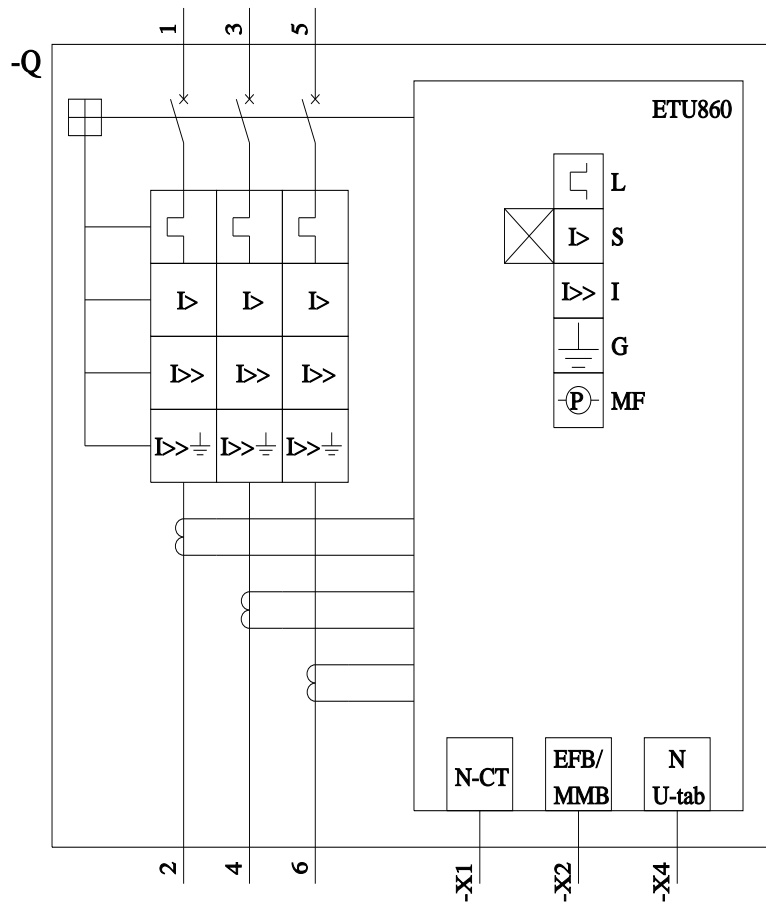 1 3 5
-Q
ETU860
L
I> S
I>> I
G
P MF
I> I> I>
I>> I>> I>>
I>> I>> I>>
N-CT
EFB/
MMB
N
U-tab
2 4 6 -X1 -X2 -X4